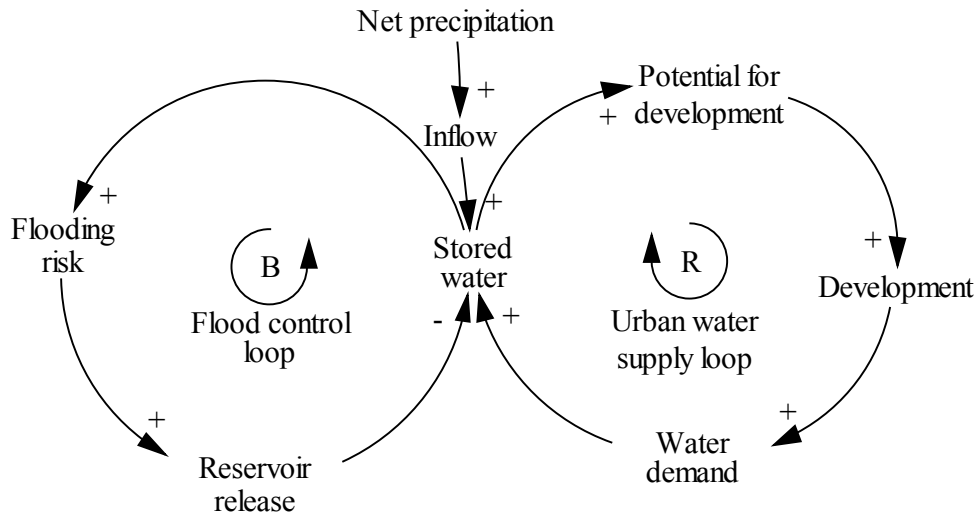 Net precipitation
+
Inflow
+
Potential for
development
+
+
Flooding
risk
B
Flood control
loop
Stored
water
R
Urban water
supply loop
+
Development
-
+
+
Reservoir
release
Water
demand
+